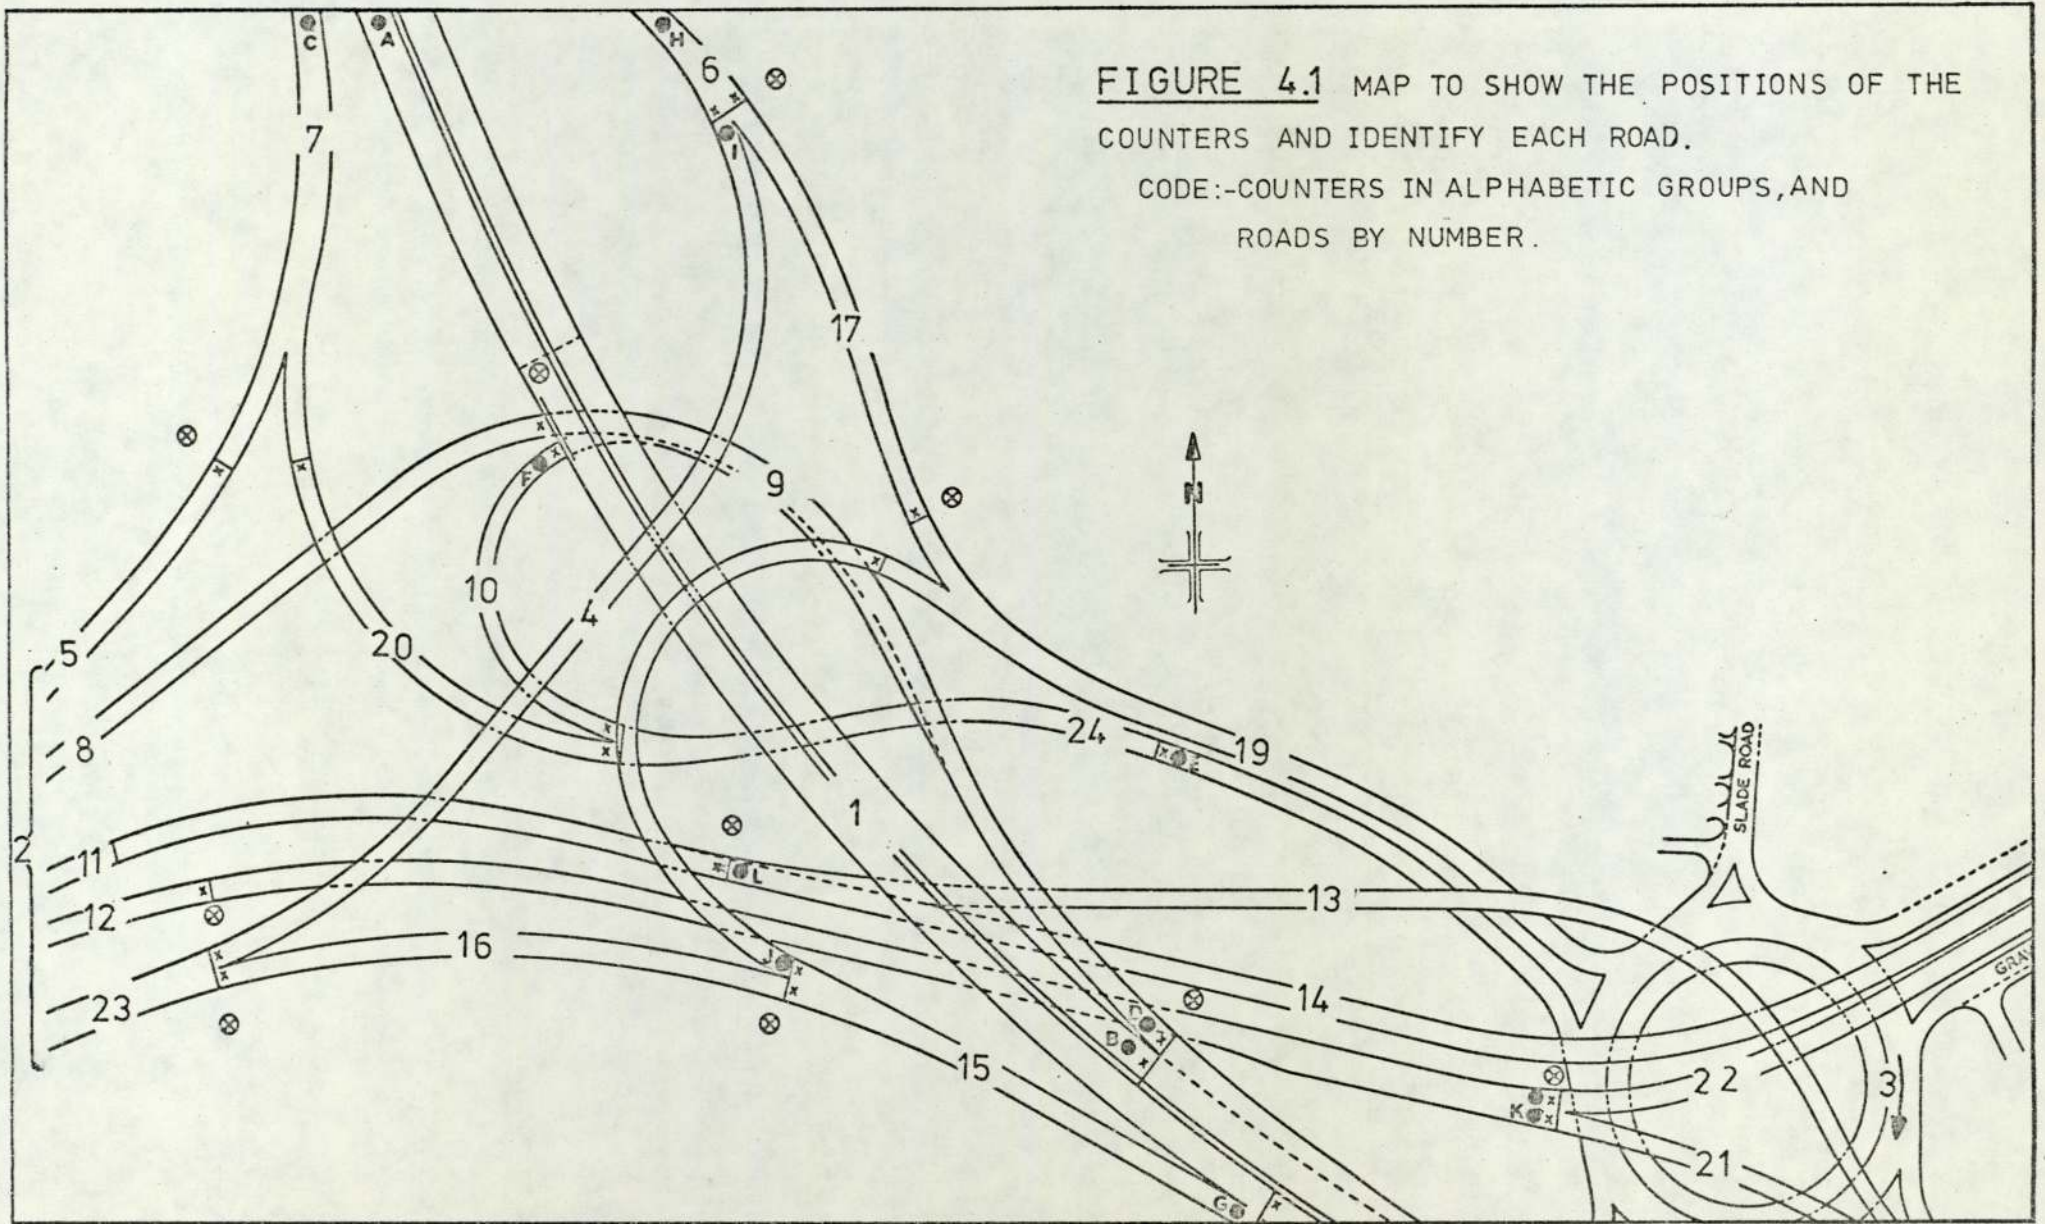 FIGURE 4.1 MAP TO SHOW THE POSITIONS OF THE
COUNTERS AND IDENTIFY EACH ROAD.
CODE:-COUNTERS IN ALPHABETIC GROUPS, AND
ROADS BY NUMBER.
C
A
H
6
7
I
17
N
F
9
10
4
5
20
8
24
E
19
SLADE ROAD
1
2
11
L
13
12
16
J
14
23
D
B
15
22
3
K
21
G